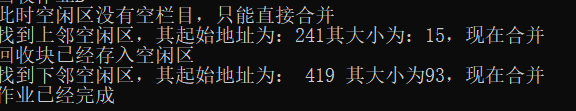 此时空闲区没有空栏目，只能直接合并
找到上邻空闲区，其起始地址为：241其大小为：15，现在合并
回收块已经存入空闲区
找到下邻空闲区，其起始地址为： 419 其大小为93，现在合并
作业已经完成